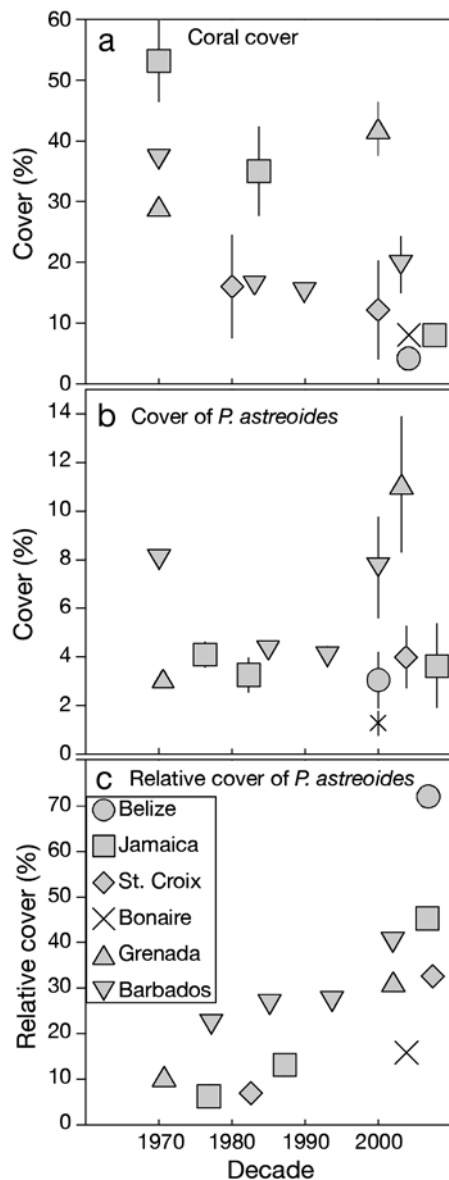 a Coral cover
60
50
40
30
20
10
0
Cover (%)
b Cover of P. astreoides
14
12
10
8
6
4
2
0
Cover (%)
c Relative cover of P. astreoides
70
60
50
40
30
20
10
0
Relative cover (%)
Belize
Jamaica
St. Croix
Bonaire
Grenada
Barbados
1970 1980 1990 2000
Decade